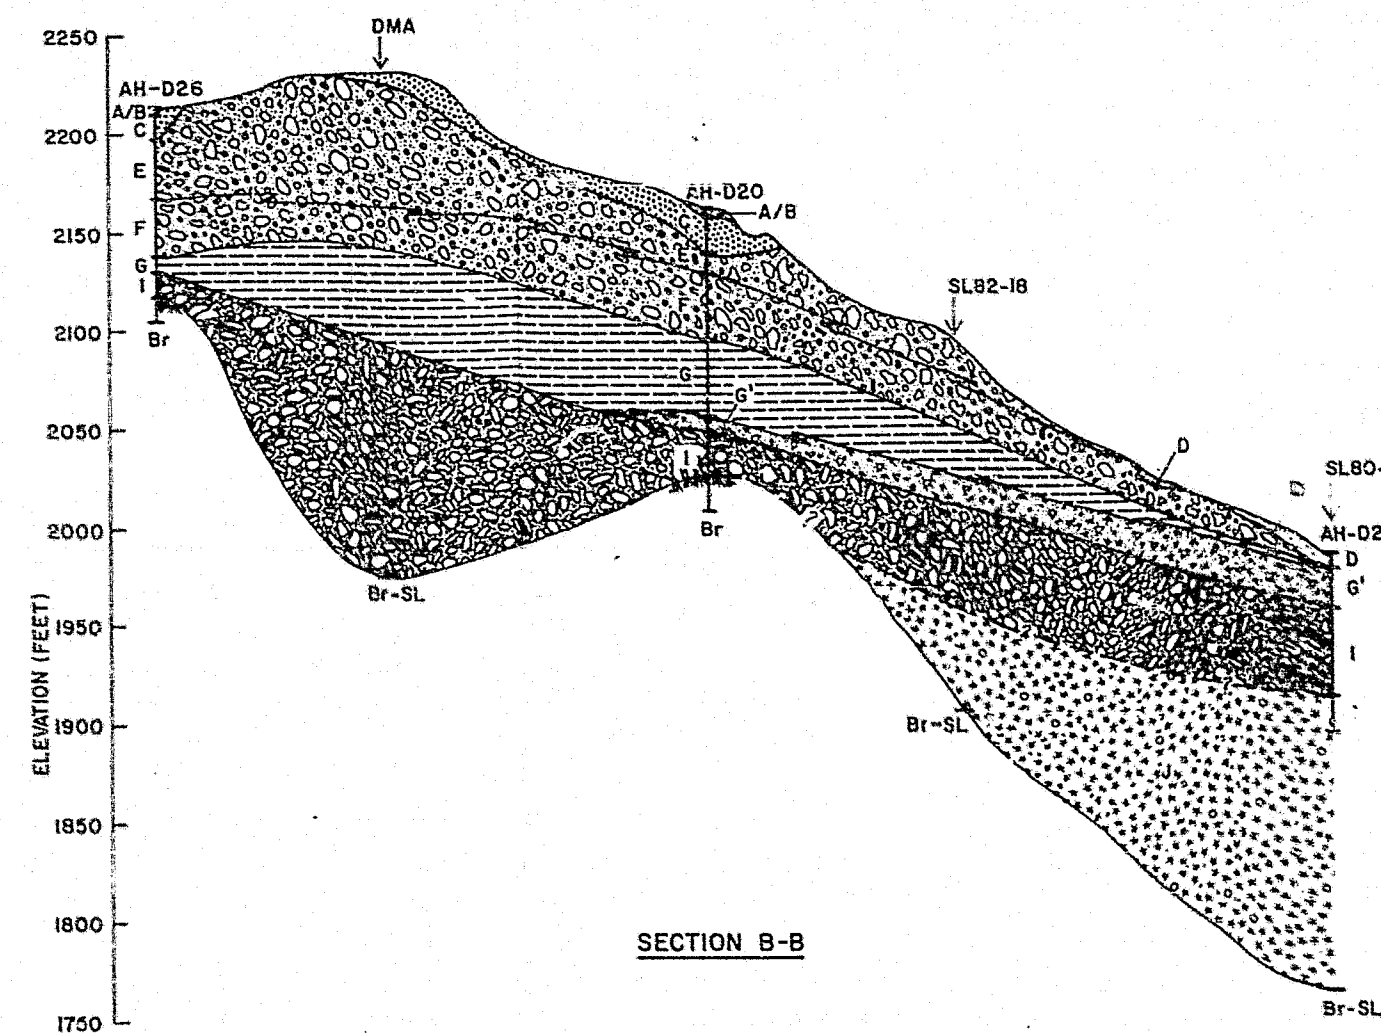 DMA
2250
AH-D26
A/B
C
2200
E
AH-D20
A/B
C
F
2150
E
G
I
F
SL82-18
2100
Br
G
G'
2050
D
I
SL80-
2000
Br
AH-D2
D
G'
Br-SL
1950
I
ELEVATION (FEET)
1900
Br-SL
J
1850
1800
SECTION B-B
1750
Br-SL